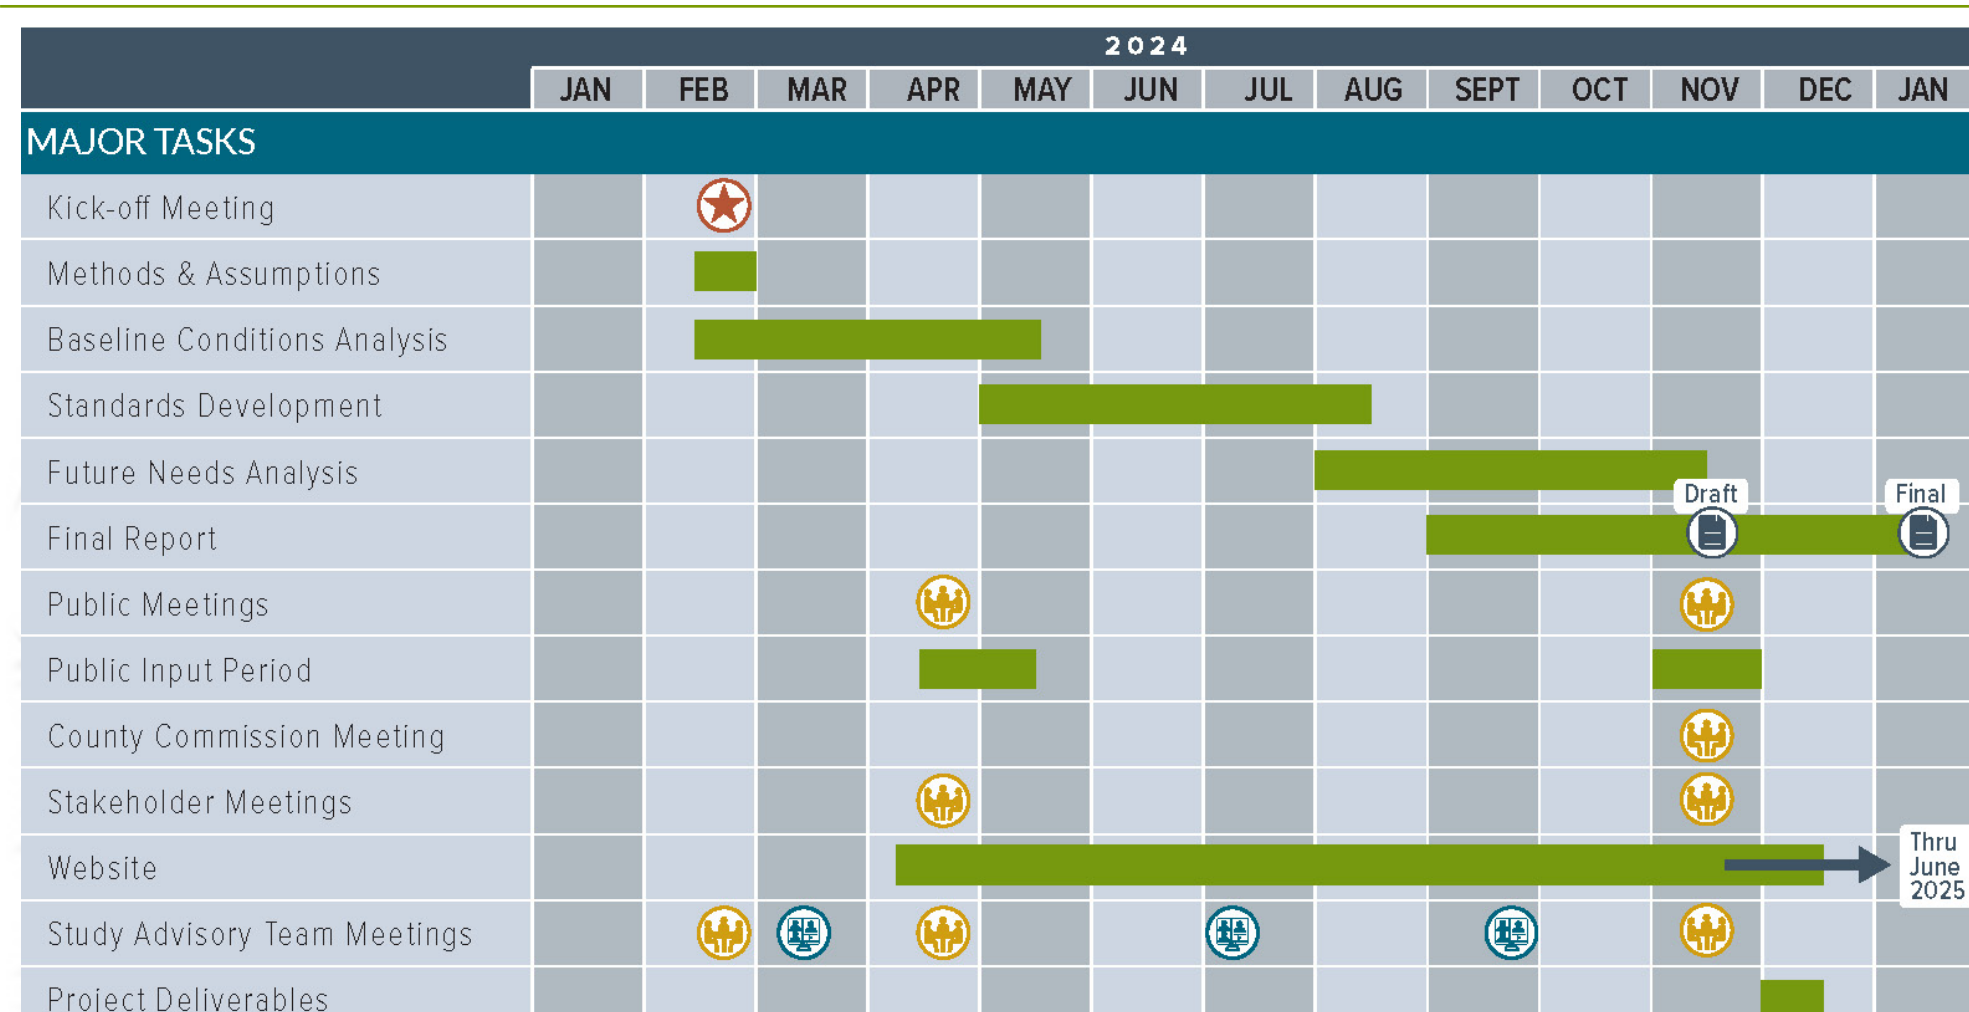 2024
JAN FEB MAR APR MAY JUN JUL AUG SEPT OCT NOV DEC JAN
MAJOR TASKS
Kick-off Meeting
Methods & Assumptions
Baseline Conditions Analysis
Standards Development
Future Needs Analysis
Draft Final
Final Report
Public Meetings
Public Input Period
County Commission Meeting
Stakeholder Meetings
Website
Thru
June
2025
Study Advisory Team Meetings
Project Deliverables